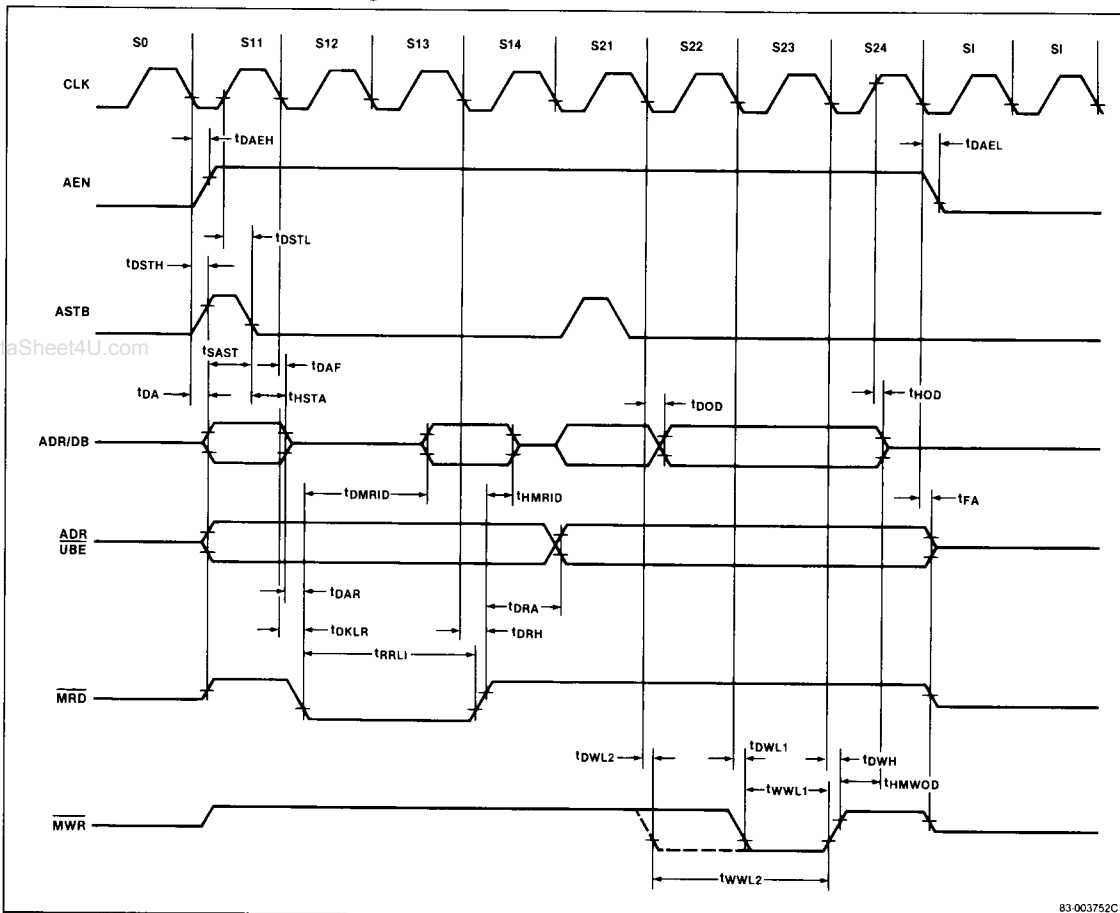 S0 S11 S12 S13 S14 S21 S22 S23 S24 SI SI
CLK
tDAEH
tDAEL
AEN
tDSTL
tDSTH
ASTB
taSheet4U.com
tSAST
tDAF
tDA
tHSTA
tDOD
tHOD
ADR/DB
tDMRID
tHMRID
tFA
ADR
UBE
tDAR
tDRA
tDKLR
tDRH
tRRLI
MRD
tDWL2
tDWL1
tDWH
tWWL1
tHMWOD
MWR
tWWL2
83-003752C